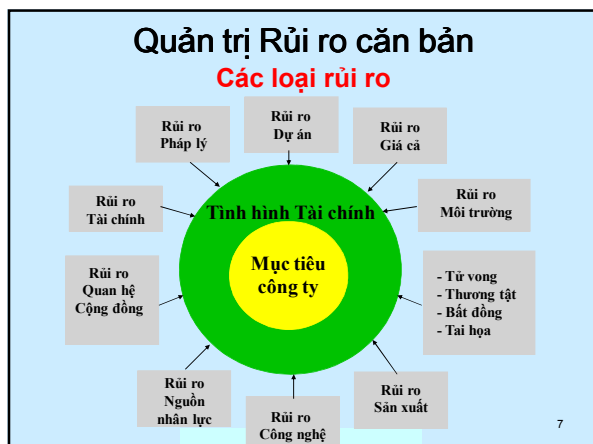 Quản trị Rủi ro căn bản
Các loại rủi ro
Rủi ro
Pháp lý
Rủi ro
Dự án
Rủi ro
Giá cả
Rủi ro
Tài chính
Tình hình Tài chính
Rủi ro
Môi trường
Mục tiêu
công ty
Rủi ro
Quan hệ
Cộng đồng
- Tử vong
- Thương tật
- Bất đồng
- Tai họa
Rủi ro
Nguồn
nhân lực
Rủi ro
Công nghệ
Rủi ro
Sản xuất
7